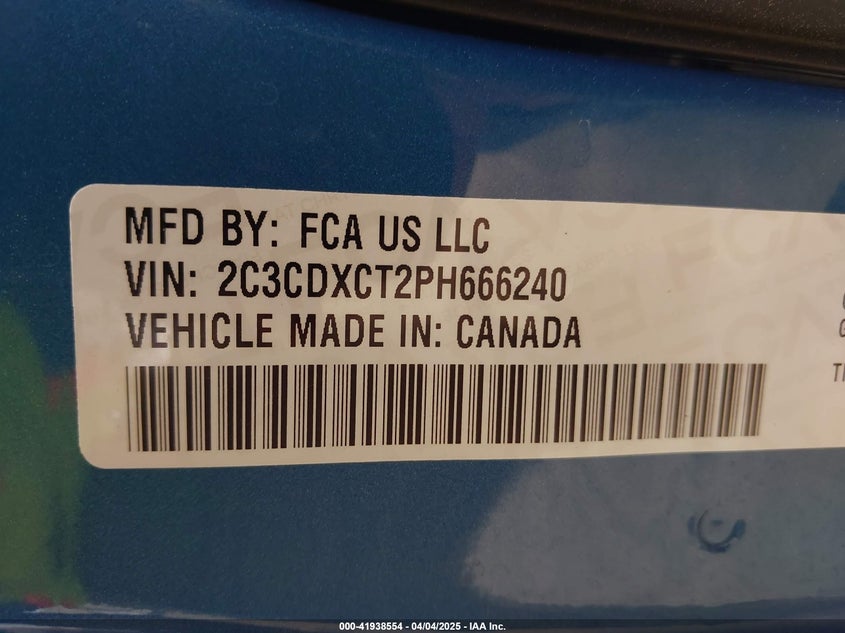 MFD BY: FCA US LLC
VIN: 2C3CDXCT2PH666240
VEHICLE MADE IN: CANADA
000-41938554 / 04/04/2025 - IAA Inc.